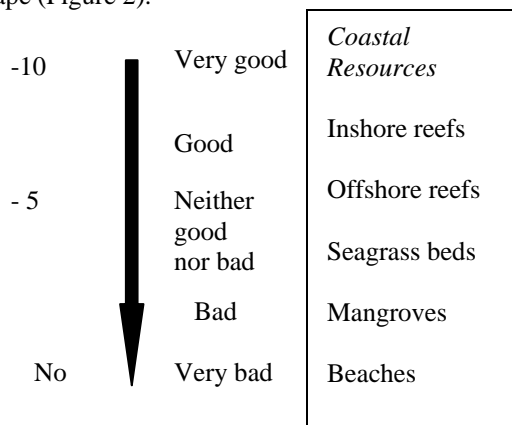 ape (Figure 2).
-10
Very good
Good
- 5
Neither
good
nor bad
Bad
No
Very bad
Coastal
Resources
Inshore reefs
Offshore reefs
Seagrass beds
Mangroves
Beaches